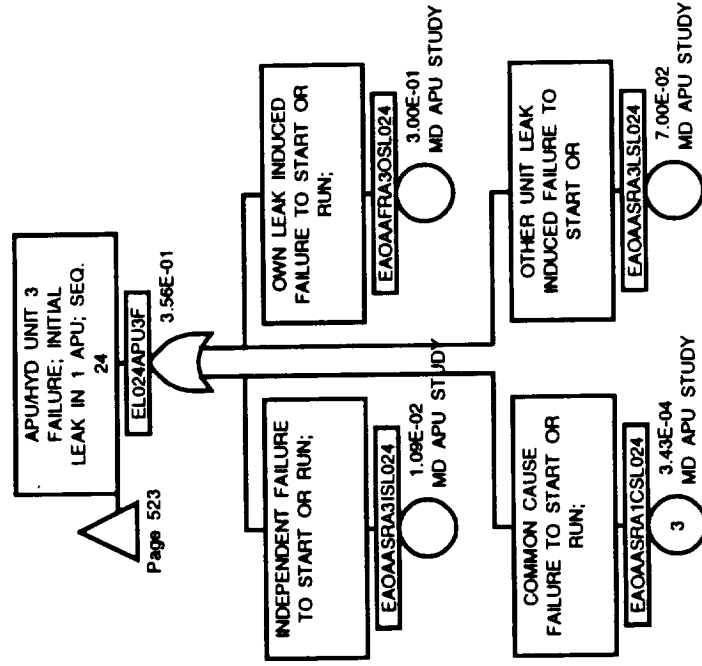 APU/HYD UNIT 3
FAILURE; INITIAL
LEAK IN 1 APU; SEQ.
24
EL024APU3F
3.56E-01
Page 523
INDEPENDENT FAILURE
TO START OR RUN;
EAOAASRA3ISL024
1.09E-02
MD APU STUDY
OWN LEAK INDUCED
FAILURE TO START OR
RUN;
EAOAAFRA3OSL024
3.00E-01
MD APU STUDY
COMMON CAUSE
FAILURE TO START OR
RUN;
EAOAASRA1CSL024
3
3.43E-04
MD APU STUDY
OTHER UNIT LEAK
INDUCED FAILURE TO
START OR
EAOAASRA3LSL024
7.00E-02
MD APU STUDY